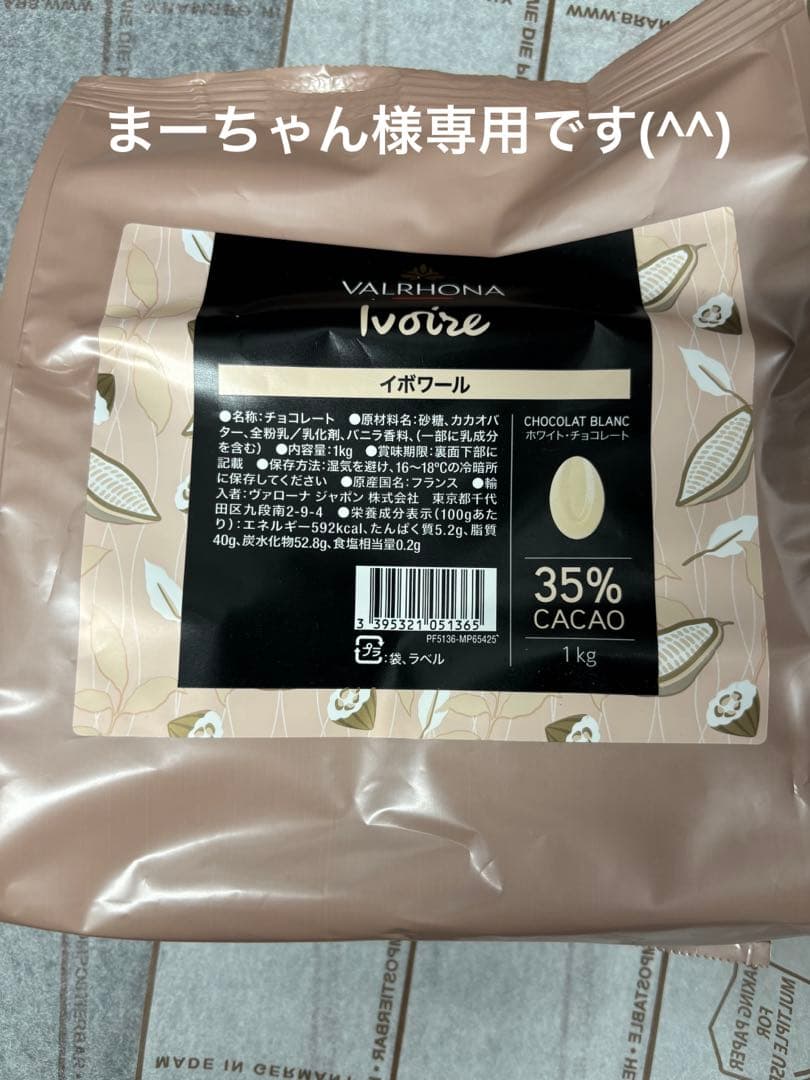 まーちゃん様専用です(^^)
VALRHONA
Ivoire
イボワール
●名称:チョコレート ●原材料名:砂糖、カカオバ
ター、全粉乳/乳化剤、バニラ香料、(一部に乳成分
を含む) ●内容量:1kg ●賞味期限:裏面下部に
記載 ●保存方法:湿気を避け、16~18℃の冷暗所
に保存してください ●原産国名:フランス ●輸
入者:ヴァローナ ジャポン 株式会社 東京都千代
田区九段南2-9-4 ●栄養成分表示(100gあた
り):エネルギー592kcal、たんぱく質5.2g、脂質
40g、炭水化物52.8g、食塩相当量0.2g
3 395321 051365
PF5136-MP65425
プラ:袋、ラベル
CHOCOLAT BLANC
ホワイト・チョコレート
35%
CACAO
1kg
MADE IN GERMAN
MULTIPLE US
FOR
BAKING PAPER